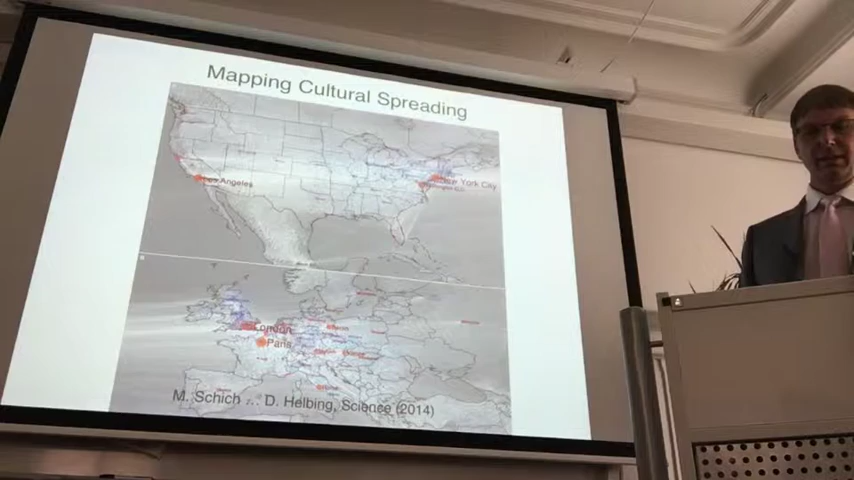 Mapping Cultural Spreading
Los Angeles
New York City
London
Paris
M. Schich ... D. Helbing, Science (2014)